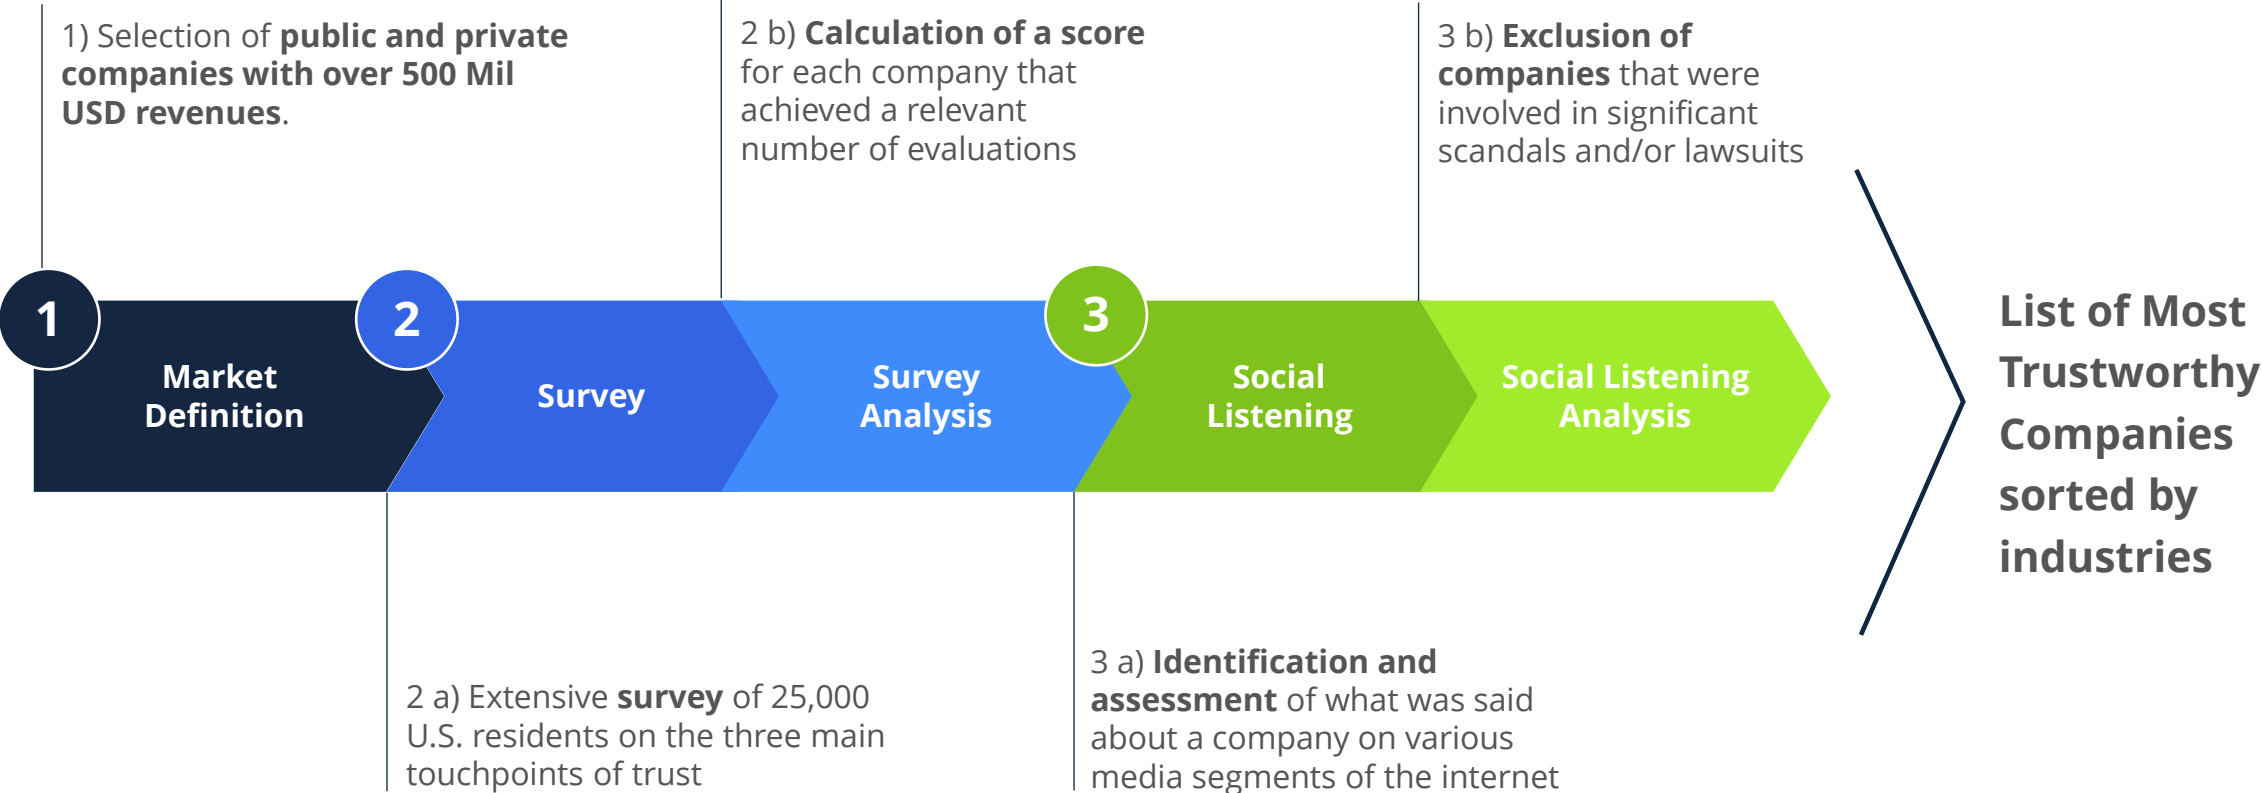 1) Selection of public and private
companies with over 500 Mil
USD revenues.
2 b) Calculation of a score
for each company that
achieved a relevant
number of evaluations
3 b) Exclusion of
companies that were
involved in significant
scandals and/or lawsuits
1
Market
Definition
2
Survey
Survey
Analysis
3
Social
Listening
Social Listening
Analysis
List of Most
Trustworthy
Companies
sorted by
industries
2 a) Extensive survey of 25,000
U.S. residents on the three main
touchpoints of trust
3 a) Identification and
assessment of what was said
about a company on various
media segments of the internet